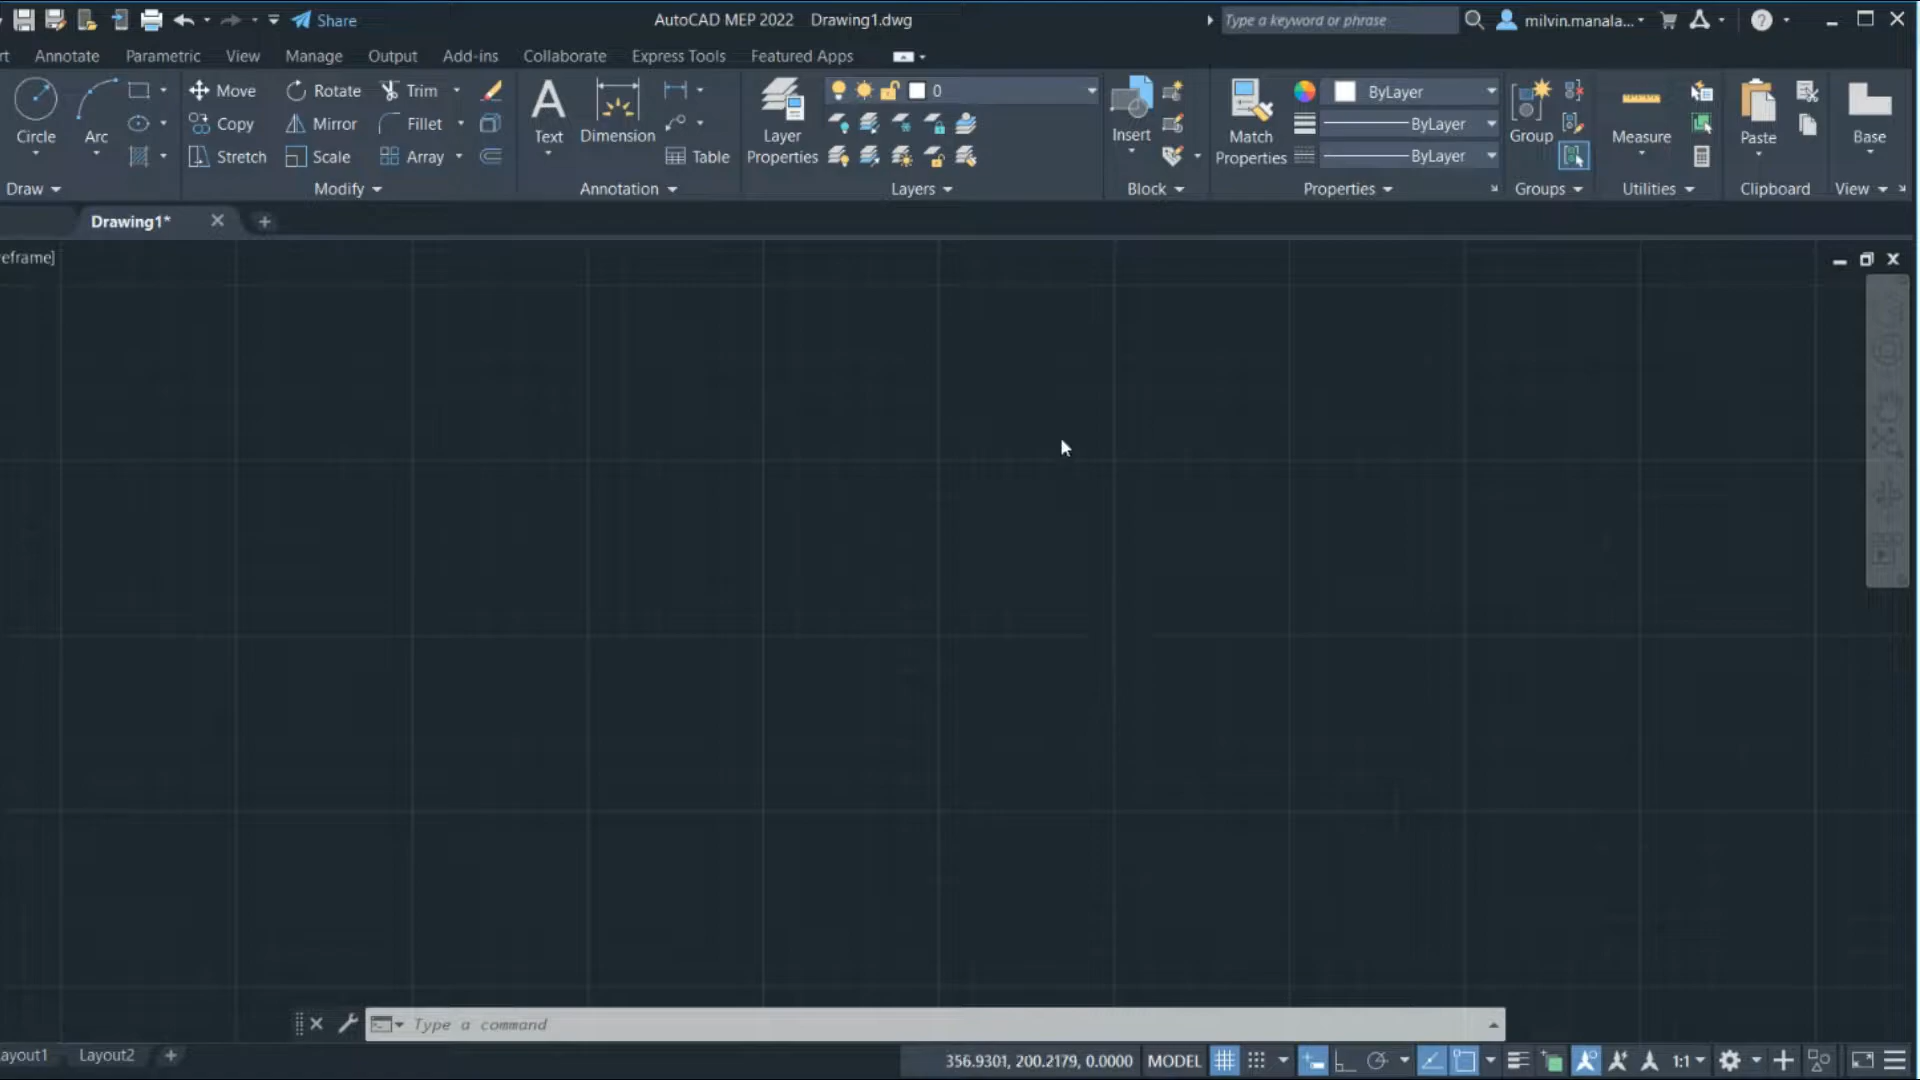 Share
AutoCAD MEP 2022 Drawing1.dwg
Type a keyword or phrase
milvin.manala...
Annotate Parametric View Manage Output Add-ins Collaborate Express Tools Featured Apps
Circle
Arc
Draw
Move
Copy
Stretch
Rotate
Mirror
Scale
Trim
Fillet
Array
Modify
Text
Dimension
Table
Annotation
Layer
Properties
0
Layers
Insert
Block
Match
Properties
ByLayer
ByLayer
ByLayer
Properties
Group
Groups
Measure
Utilities
Paste
Clipboard
Base
View
Drawing1*
eframe]
Type a command
ayout1 Layout2
356.9301, 200.2179, 0.0000 MODEL 1:1